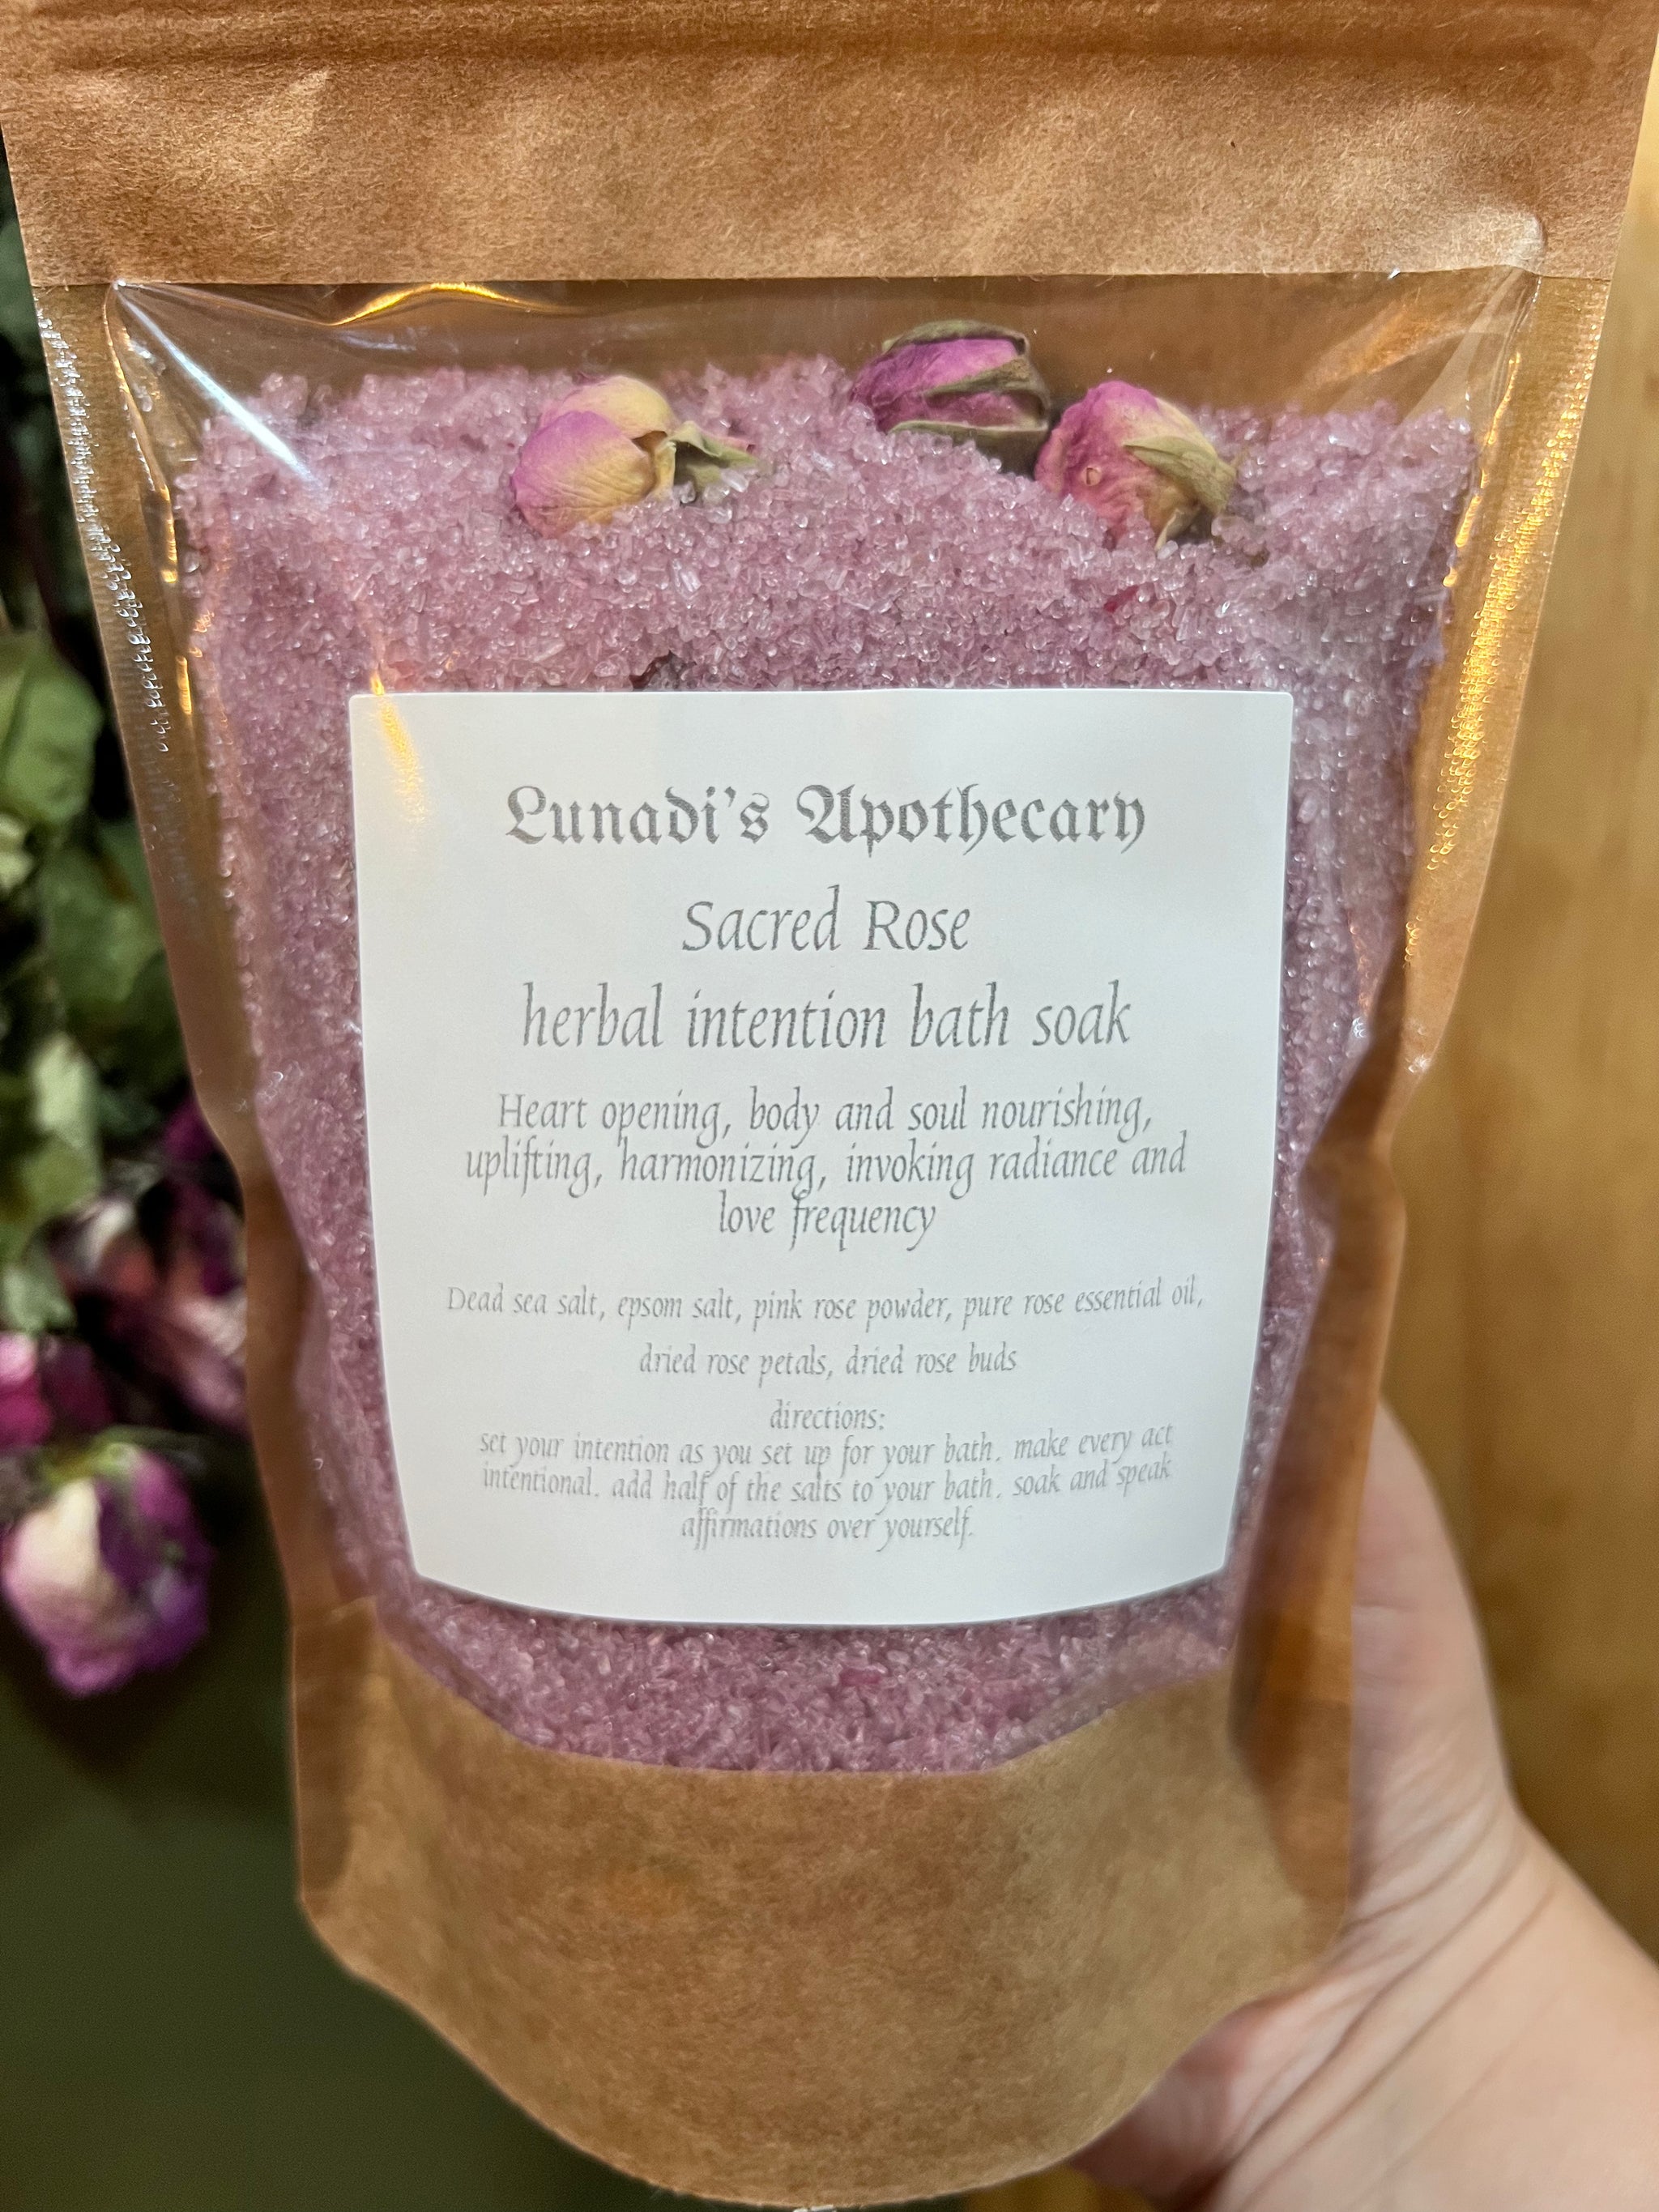 Lunadi's Apothecary
Sacred Rose
herbal intention bath soak
Heart opening, body and soul nourishing,
uplifting, harmonizing, invoking radiance and
love frequency
Dead sea salt, epsom salt, pink rose powder, pure rose essential oil,
dried rose petals, dried rose buds
directions:
set your intention as you set up for your bath. make every act
intentional. add half of the salts to your bath. soak and speak
affirmations over yourself.